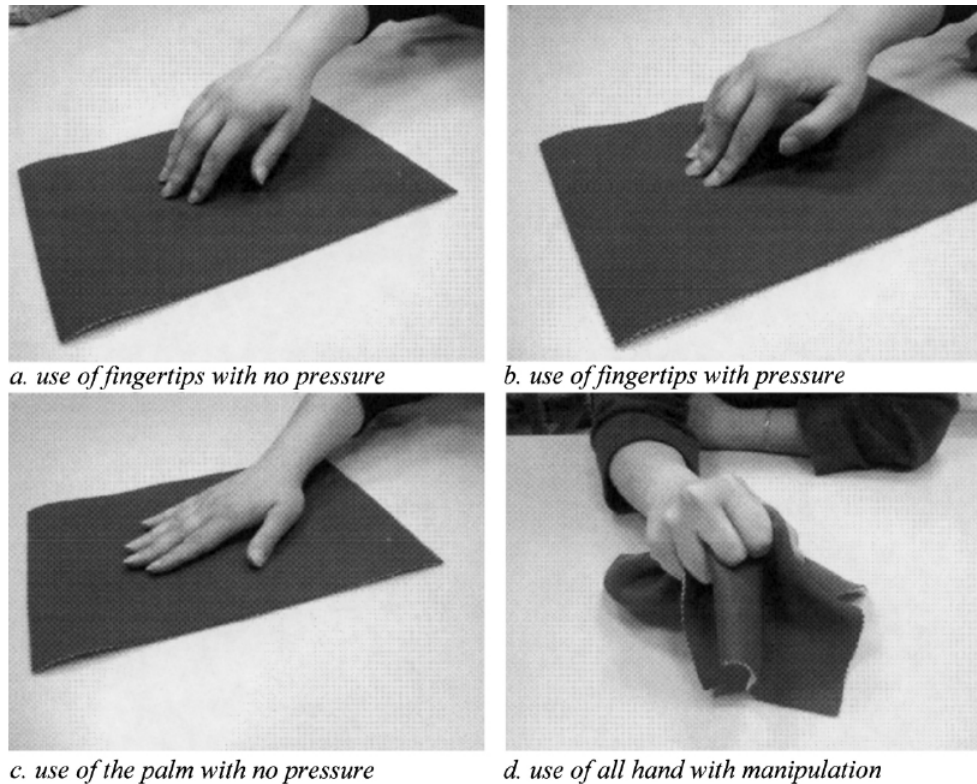 a. use of fingertips with no pressure
b. use of fingertips with pressure
c. use of the palm with no pressure
d. use of all hand with manipulation